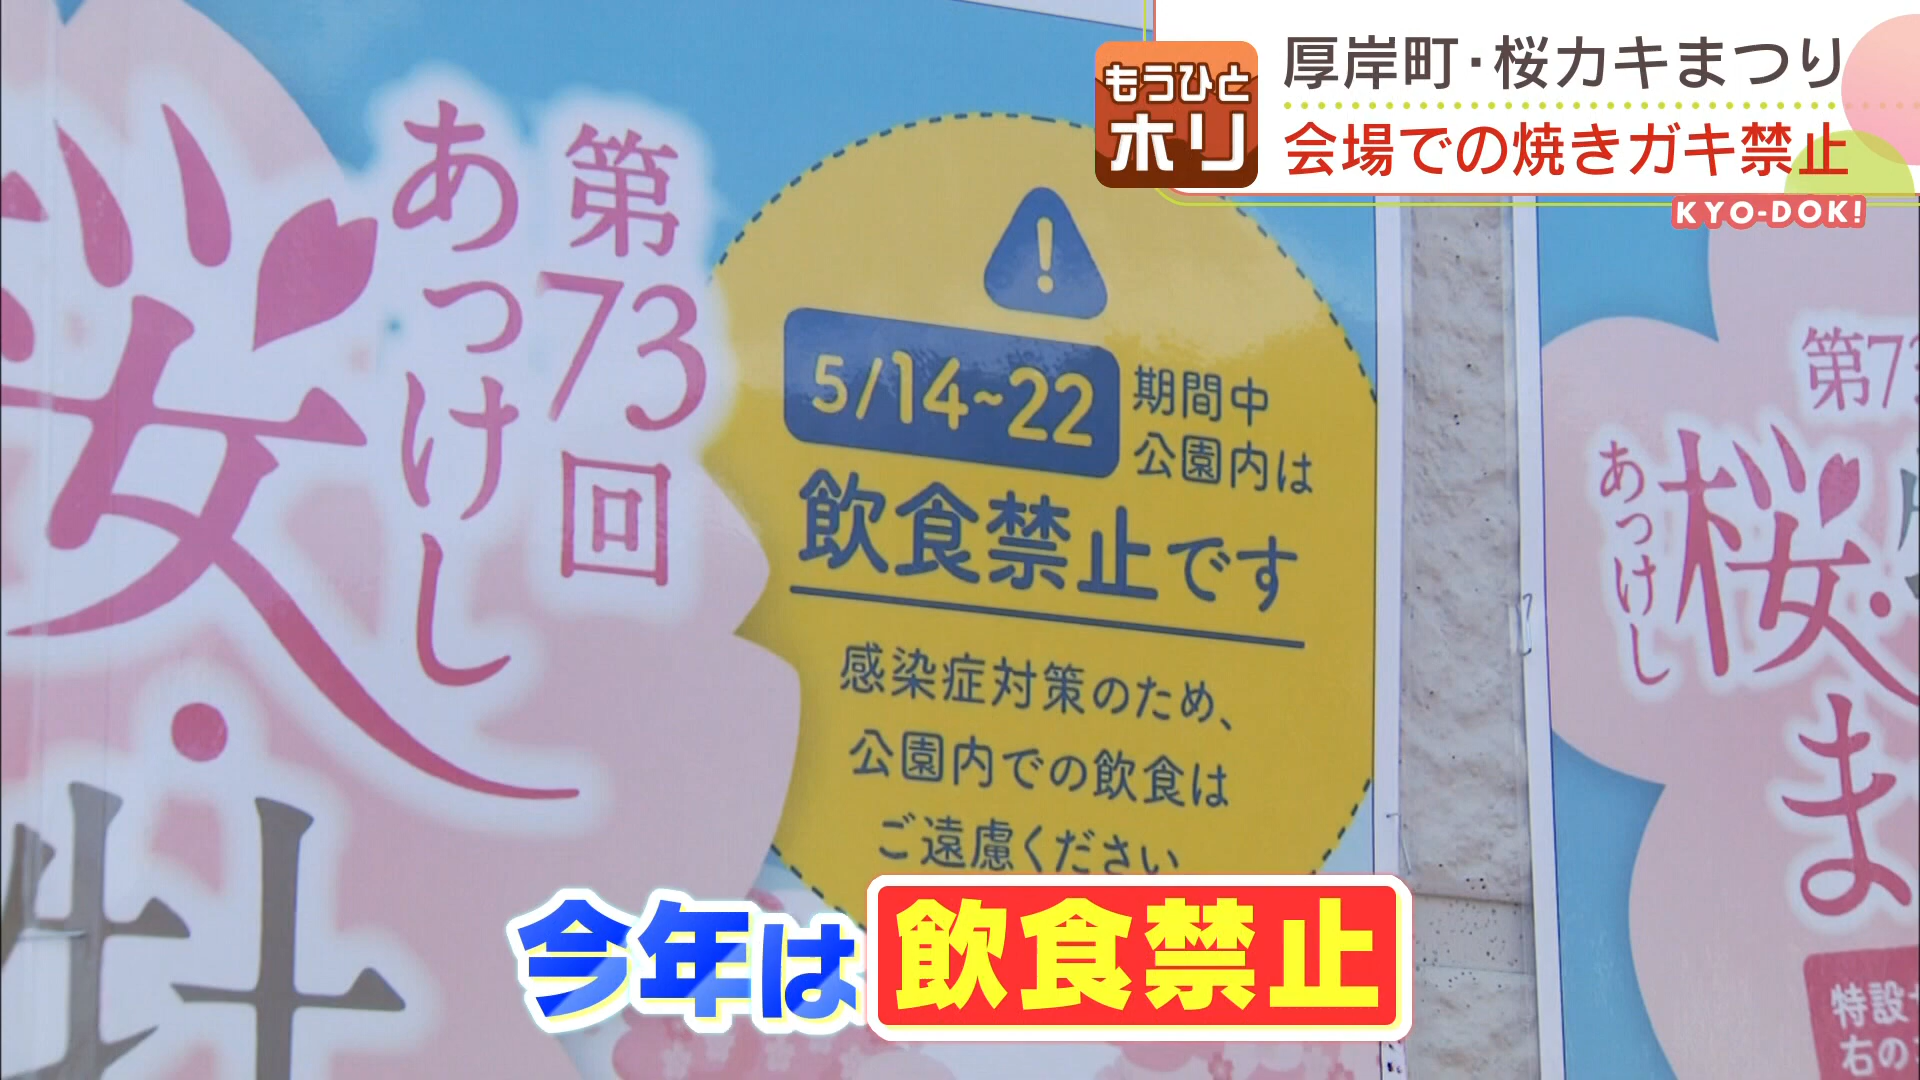 もうひと
ホリ
厚岸町・桜カキまつり
会場での焼きガキ禁止
KYO-DOK!
第73回
あっけし
桜・牡
5/14~22
期間中
公園内は
飲食禁止です
感染症対策のため、
公園内での飲食は
ご遠慮ください
第73
あっけし
桜・
ま
特設
右の
今年は
飲食禁止